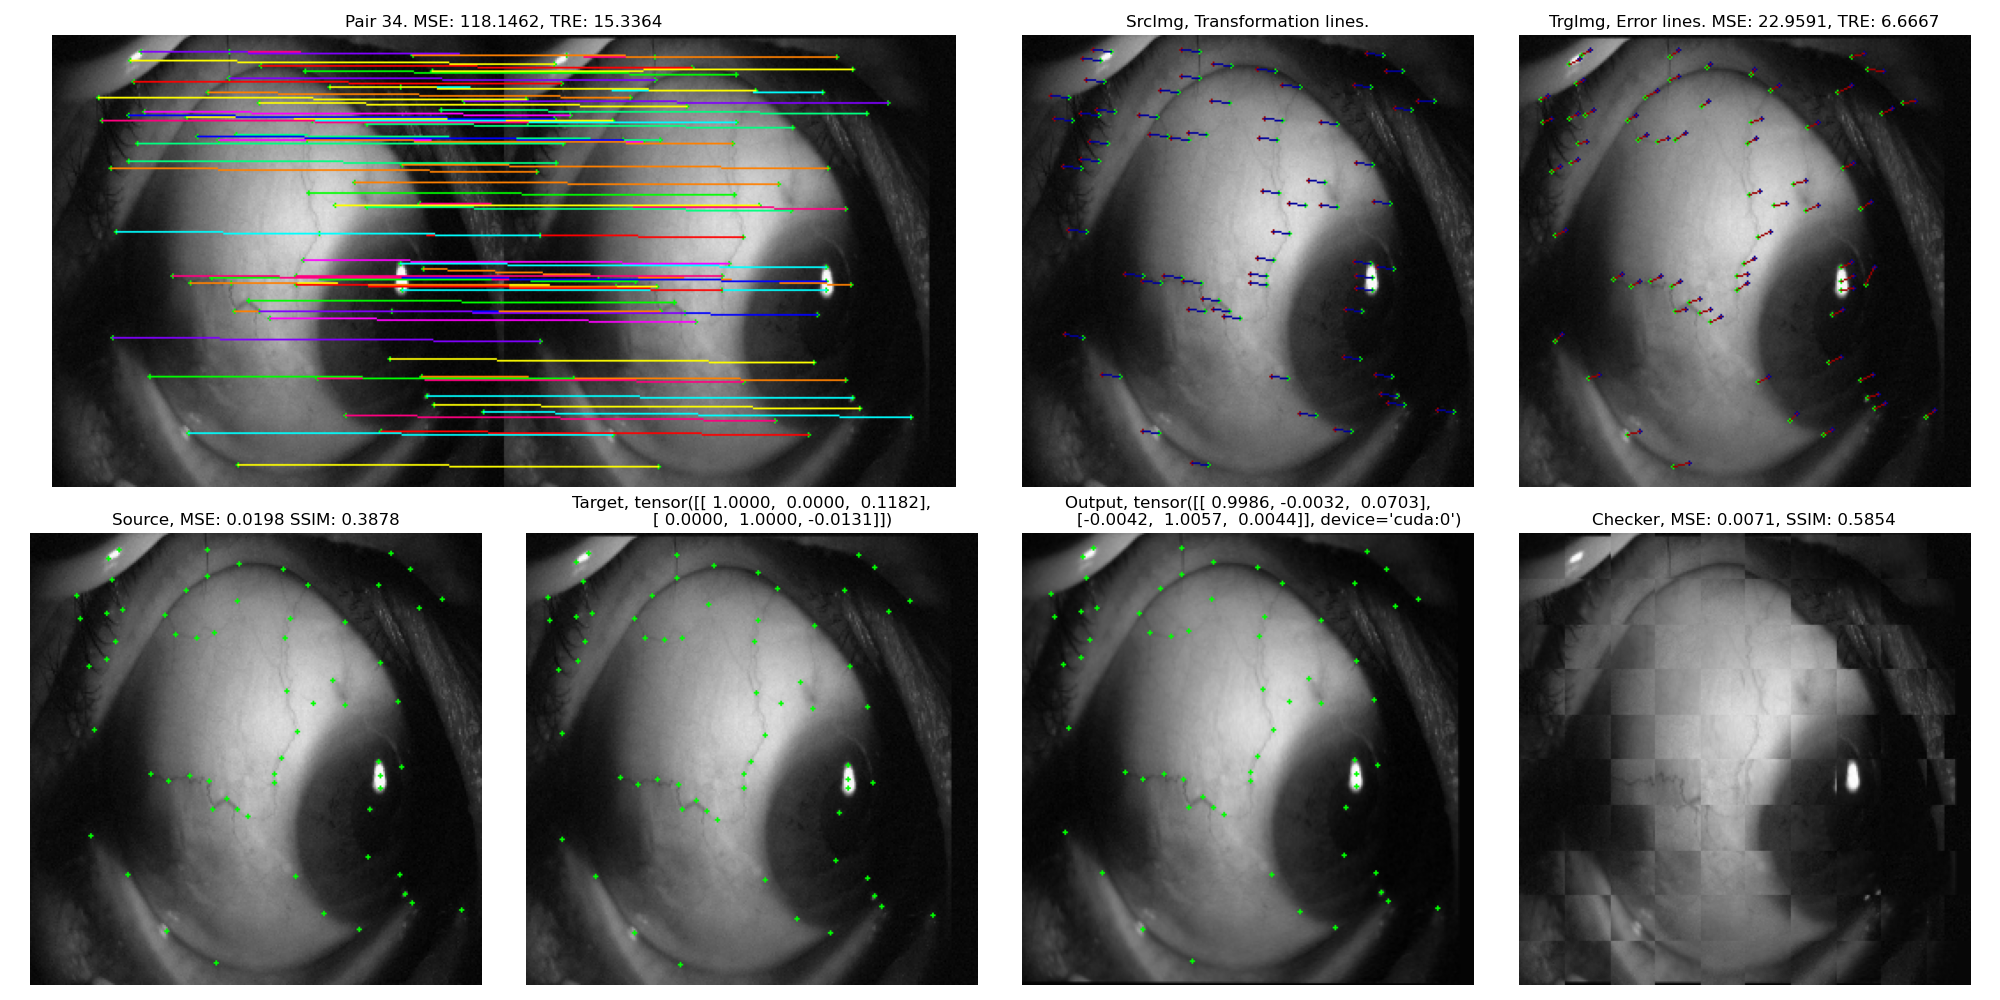 Pair 34. MSE: 118.1462, TRE: 15.3364
SrcImg, Transformation lines.
TrgImg, Error lines. MSE: 22.9591, TRE: 6.6667
Source, MSE: 0.0198 SSIM: 0.3878
Target, tensor([[ 1.0000, 0.0000, 0.1182],
[ 0.0000, 1.0000, -0.0131]])
Output, tensor([[ 0.9986, -0.0032, 0.0703],
[-0.0042, 1.0057, 0.0044]], device='cuda:0')
Checker, MSE: 0.0071, SSIM: 0.5854